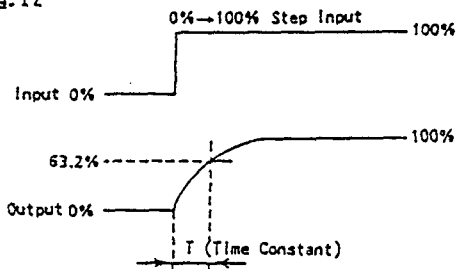 0%→100% Step Input
100%
Input 0%
100%
63.2%
Output 0%
T (Time Constant)